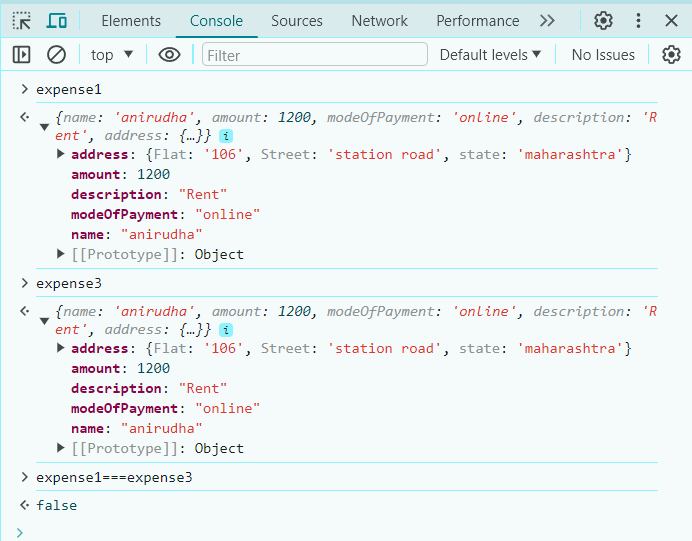 Elements Console Sources Network Performance
top Filter Default levels No Issues
expense1
{name: 'anirudha', amount: 1200, modeOfPayment: 'online', description: 'R
ent', address: {…}} i
address: {Flat: '106', Street: 'station road', state: 'maharashtra'}
amount: 1200
description: "Rent"
modeOfPayment: "online"
name: "anirudha"
[[Prototype]]: Object
expense3
{name: 'anirudha', amount: 1200, modeOfPayment: 'online', description: 'R
ent', address: {…}} i
address: {Flat: '106', Street: 'station road', state: 'maharashtra'}
amount: 1200
description: "Rent"
modeOfPayment: "online"
name: "anirudha"
[[Prototype]]: Object
expense1===expense3
false